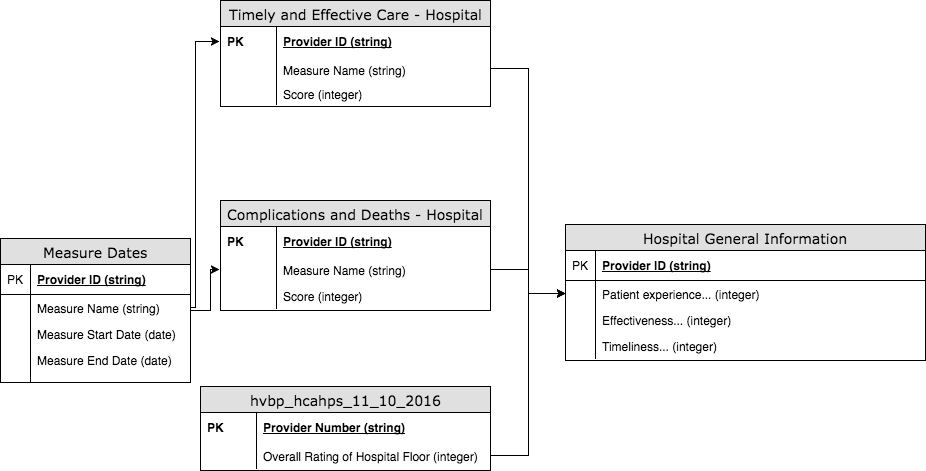 Timely and Effective Care - Hospital
PK Provider ID (string)
Measure Name (string)
Score (integer)
Complications and Deaths - Hospital
PK Provider ID (string)
Measure Name (string)
Score (integer)
Measure Dates
PK Provider ID (string)
Measure Name (string)
Measure Start Date (date)
Measure End Date (date)
Hospital General Information
PK Provider ID (string)
Patient experience... (integer)
Effectiveness... (integer)
Timeliness... (integer)
hvbp_hcahps_11_10_2016
PK Provider Number (string)
Overall Rating of Hospital Floor (integer)